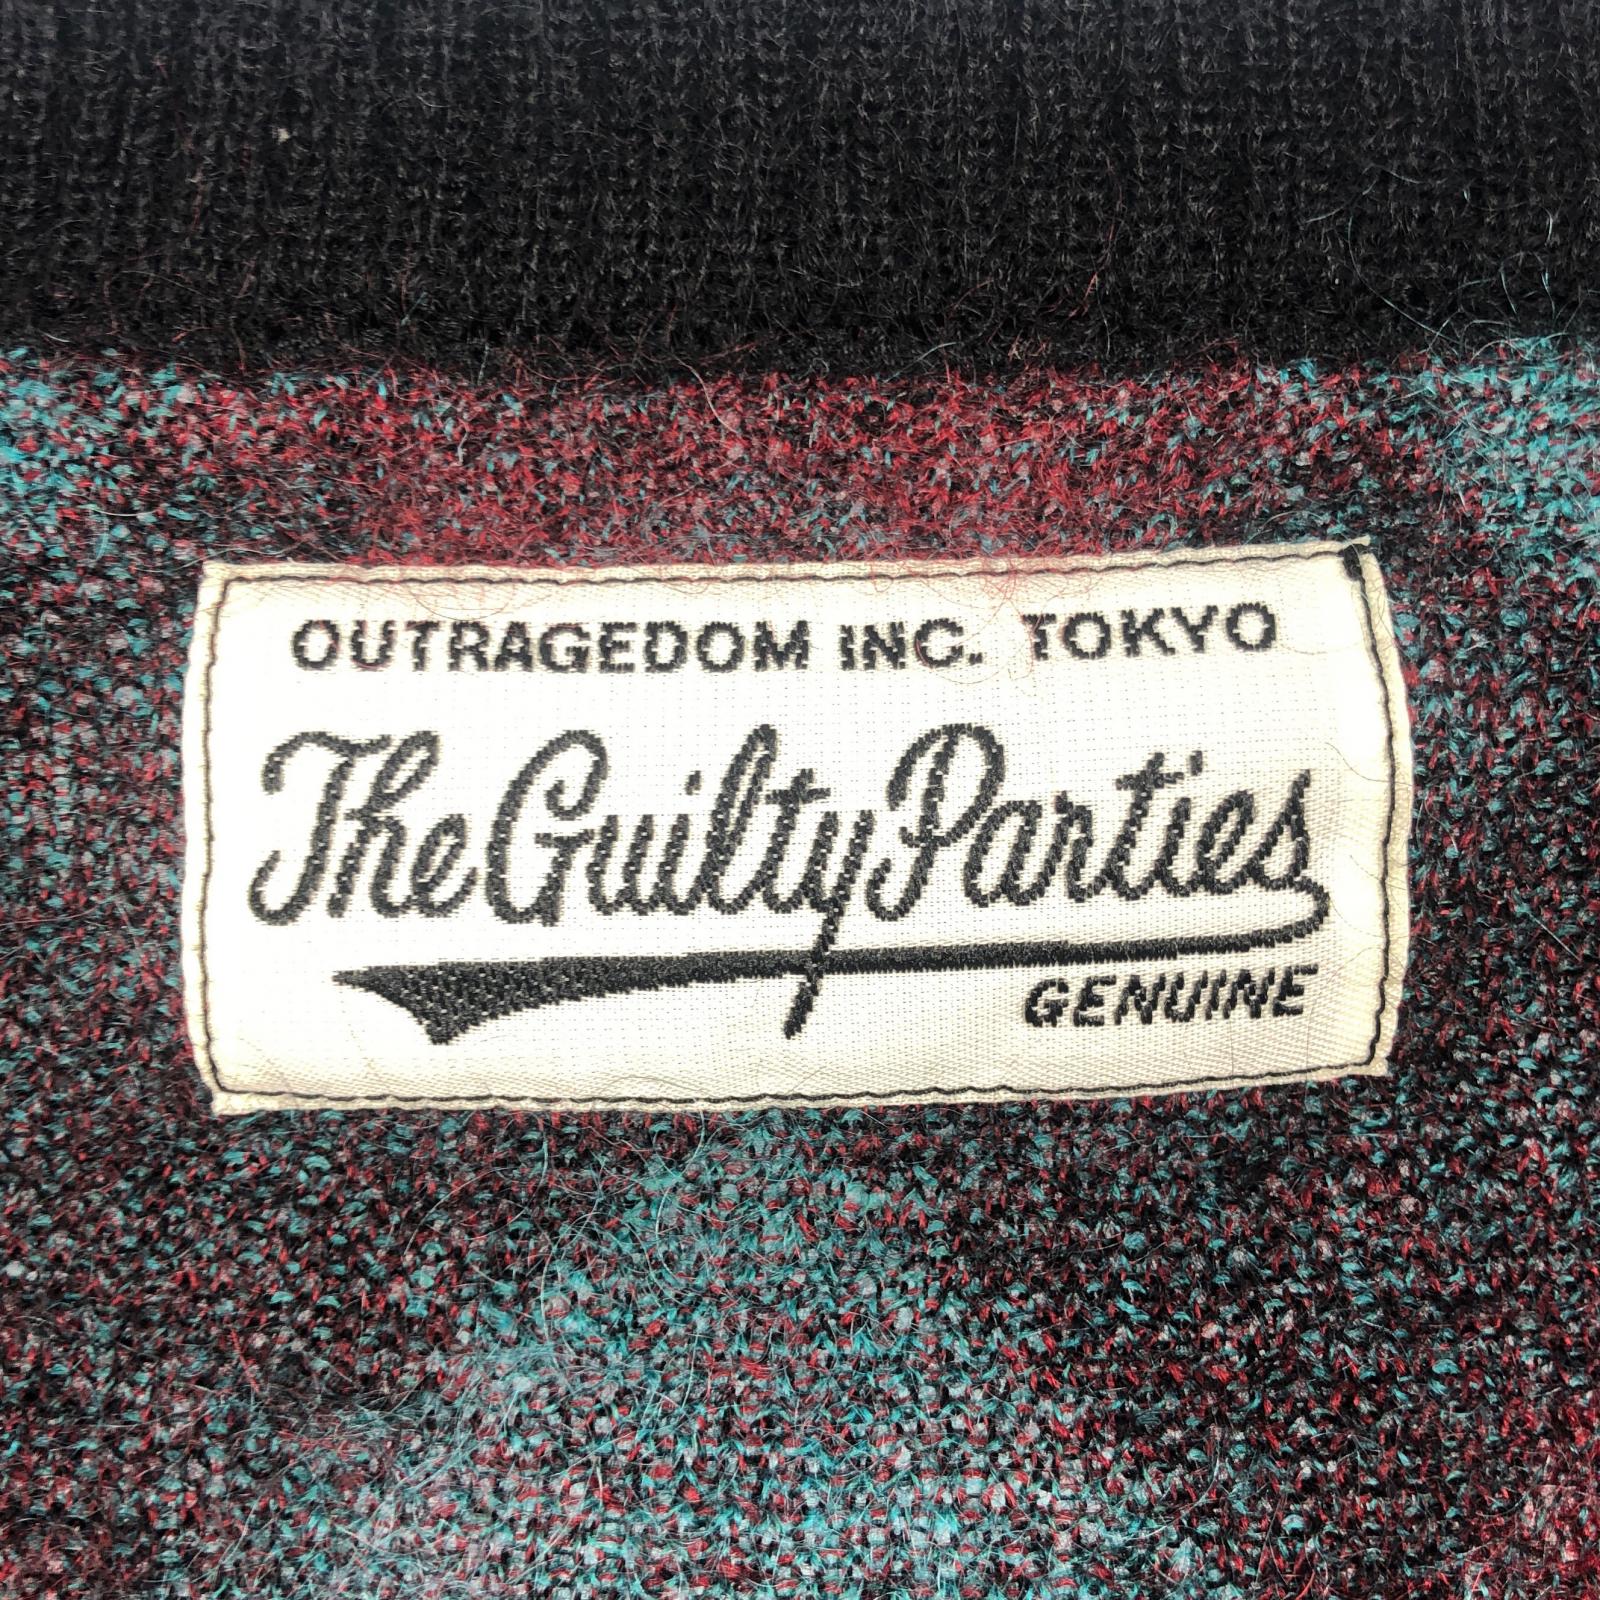 OUTRAGEDOM INC. TOKYO
The Guilty Parties
GENUINE